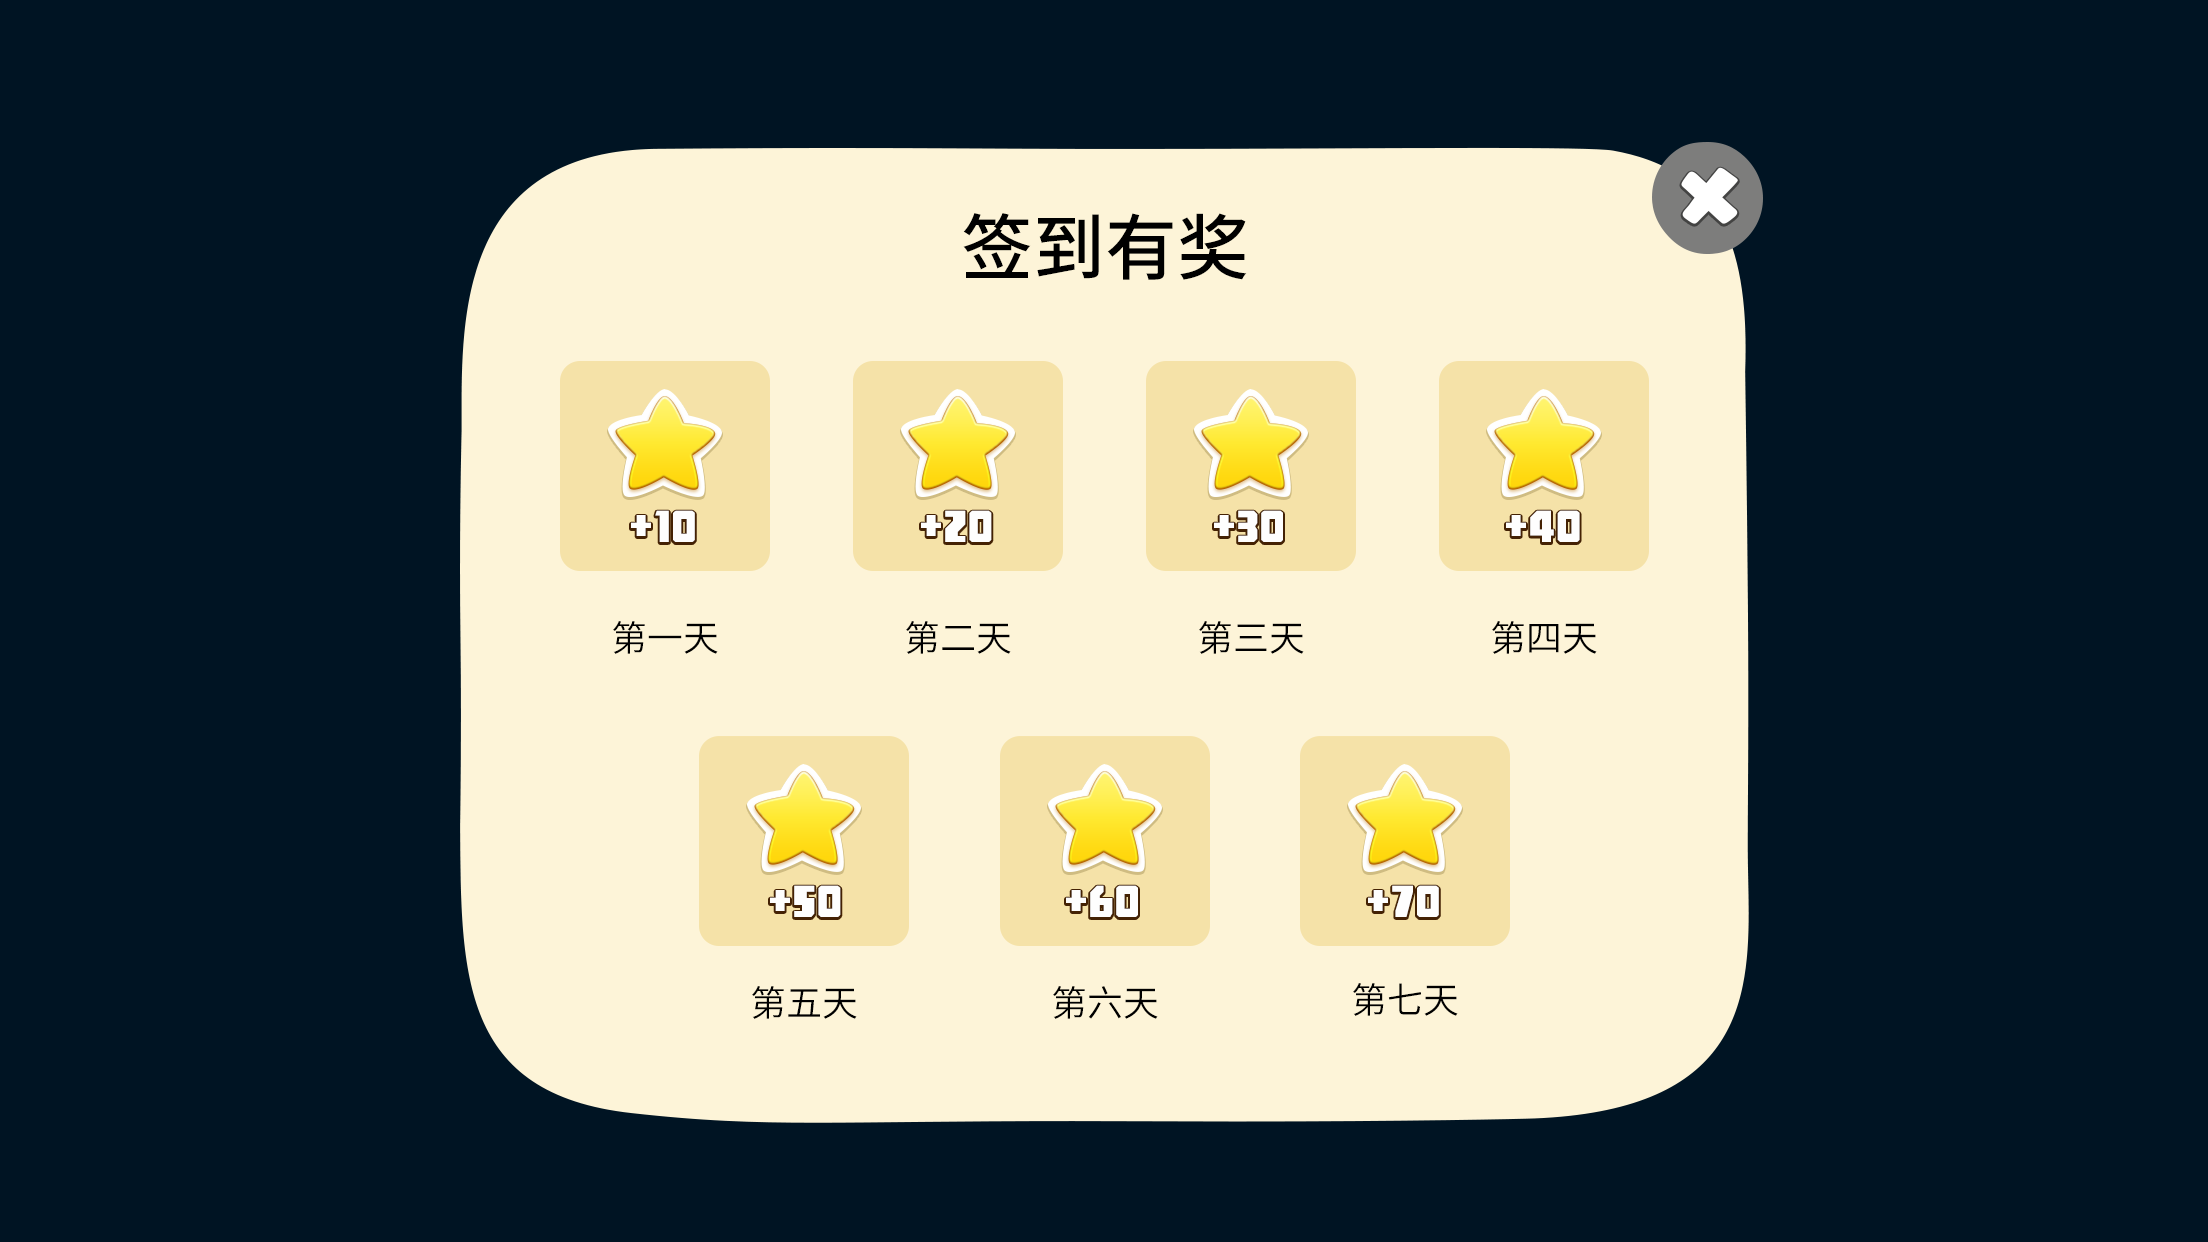 签到有奖
+10 +20 +30 +40
第一天 第二天 第三天 第四天
+50 +60 +70
第五天 第六天 第七天